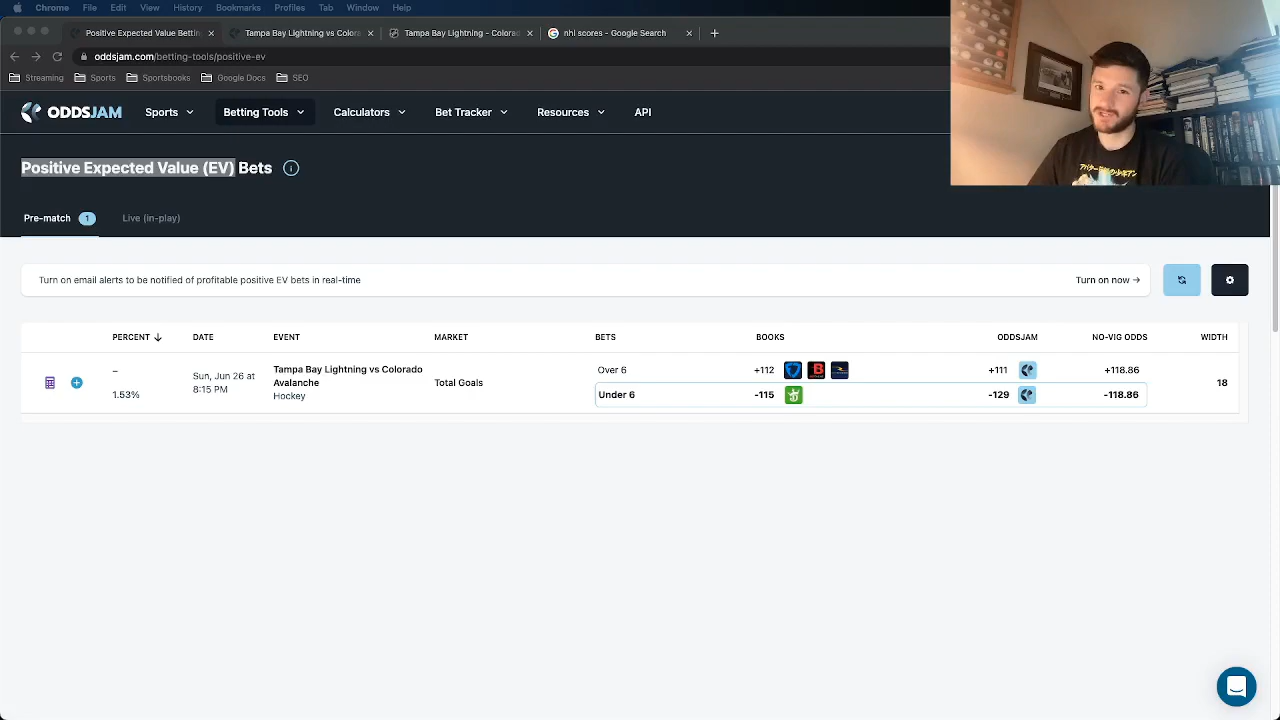 Chrome File Edit View History Bookmarks Profiles Tab Window Help
Positive Expected Value Bettin Tampa Bay Lightning vs Colora Tampa Bay Lightning - Colora nhl scores - Google Search
oddsjam.com/betting-tools/positive-ev
Streaming Sports Sportsbooks Google Docs SEO
ODDSJAM Sports Betting Tools Calculators Bet Tracker Resources API
Positive Expected Value (EV) Bets
Pre-match 1 Live (in-play)
Turn on email alerts to be notified of profitable positive EV bets in real-time Turn on now →
PERCENT ↓ DATE EVENT MARKET BETS BOOKS ODDSJAM NO-VIG ODDS WIDTH
– Sun, Jun 26 at Tampa Bay Lightning vs Colorado Over 6 +112 +111 +118.86
1.53% 8:15 PM Avalanche Total Goals Under 6 -115 -129 -118.86 18
Hockey